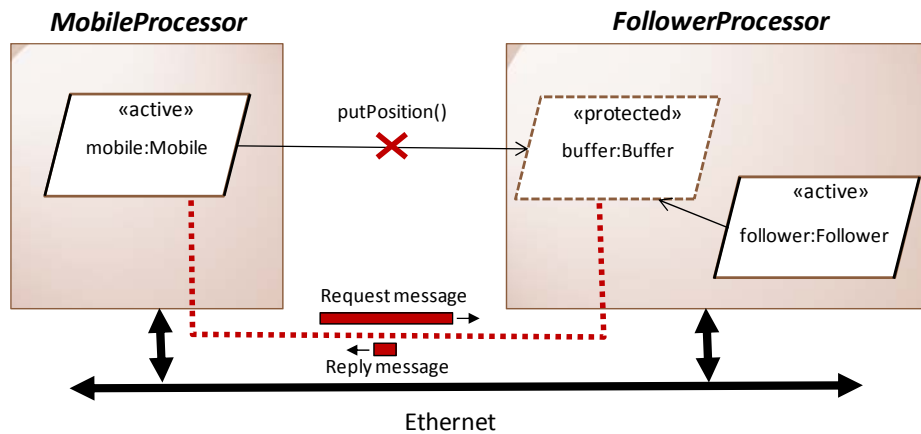 MobileProcessor
FollowerProcessor
«active»
mobile:Mobile
putPosition()
«protected»
buffer:Buffer
«active»
follower:Follower
Request message
Reply message
Ethernet